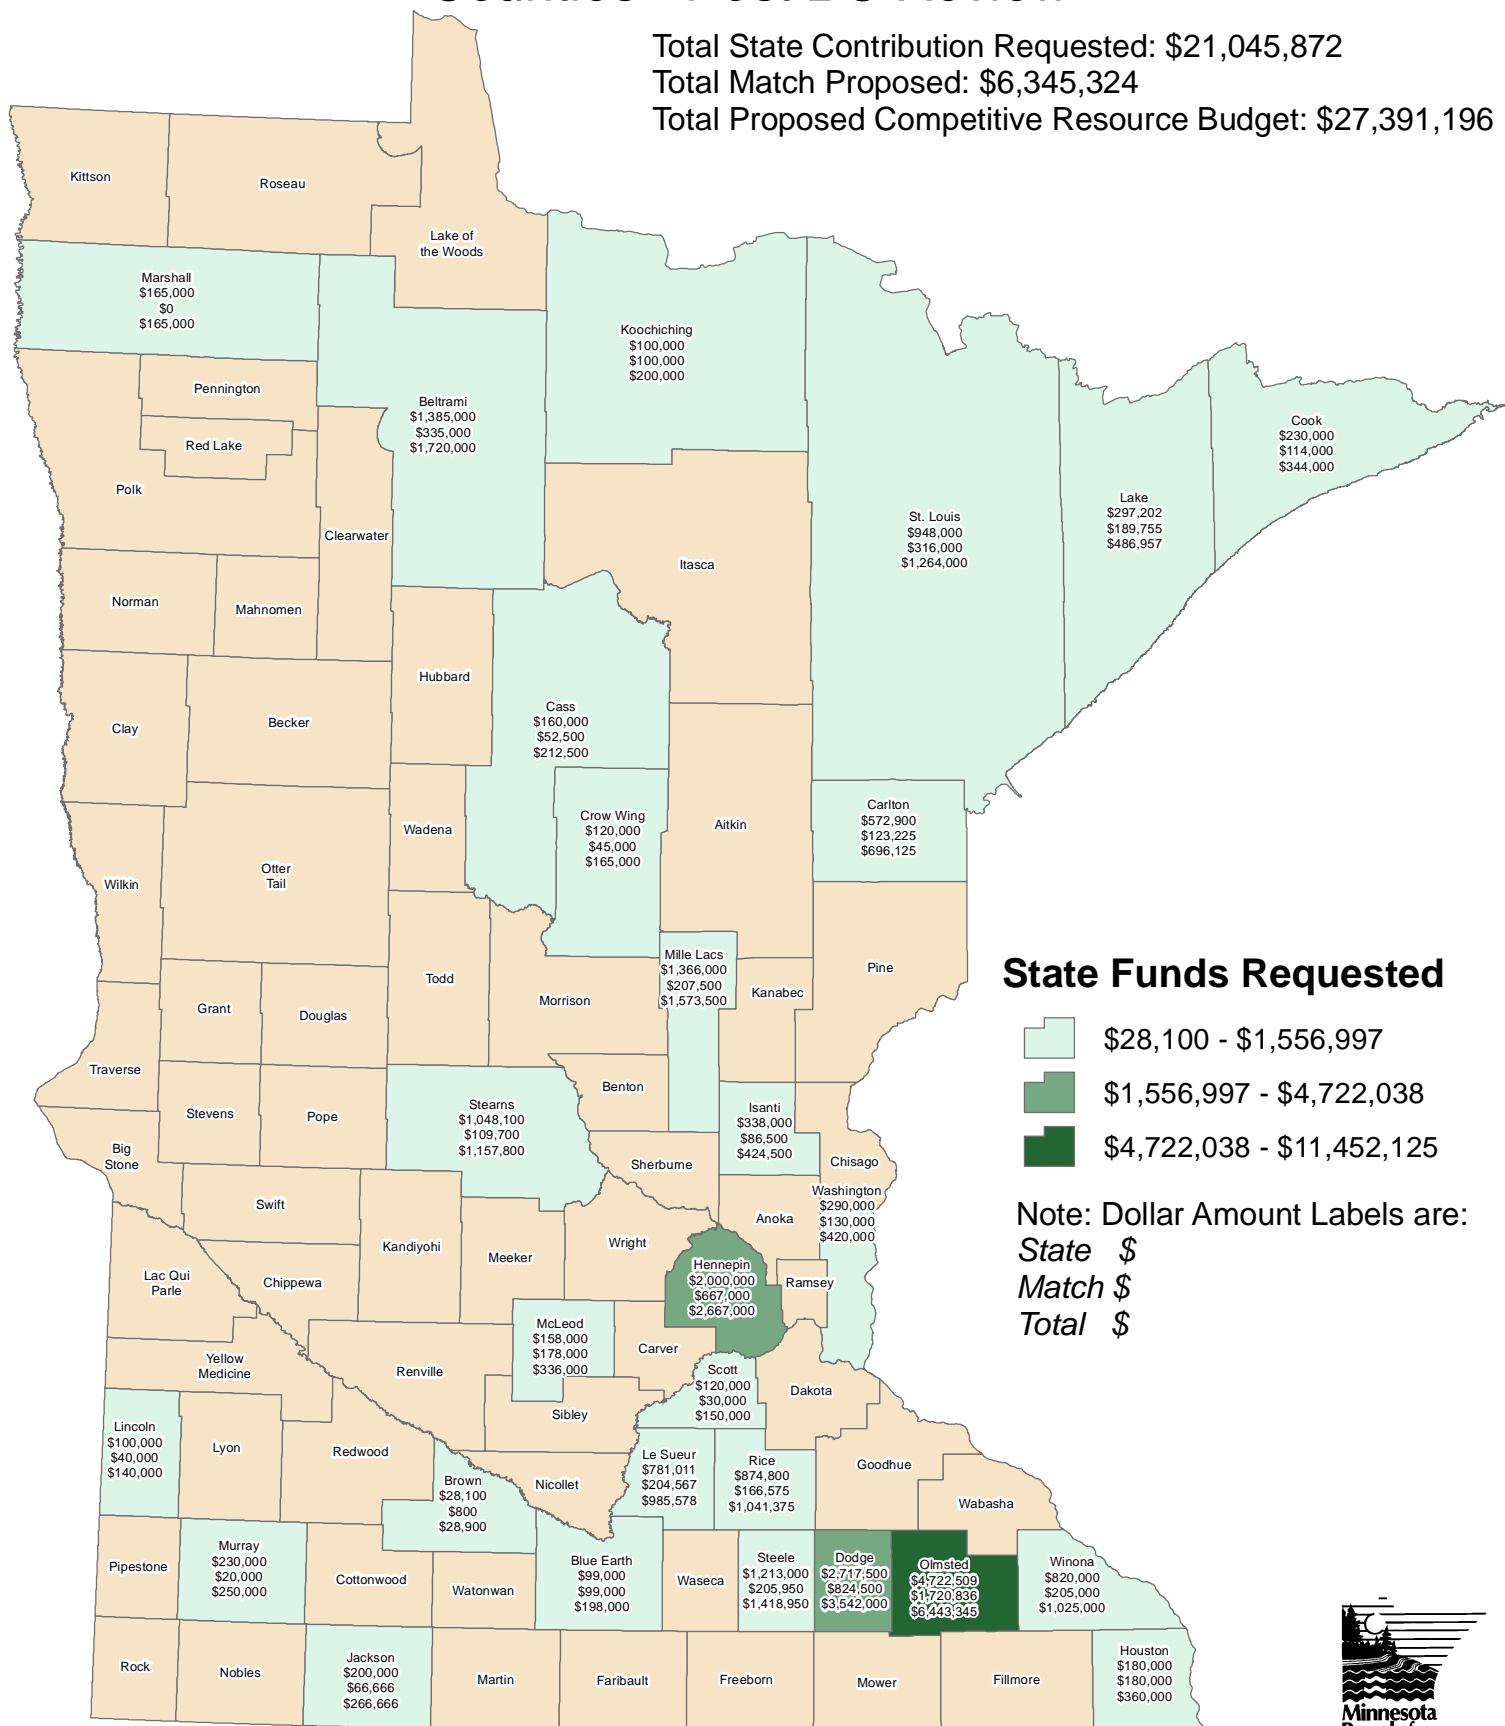 Total State Contribution Requested: $21,045,872
Total Match Proposed: $6,345,324
Total Proposed Competitive Resource Budget: $27,391,196
Kittson
Roseau
Lake of
the Woods
Marshall
$165,000
$0
$165,000
Koochiching
$100,000
$100,000
$200,000
Pennington
Beltrami
$1,385,000
$335,000
$1,720,000
Red Lake
Cook
$230,000
$114,000
$344,000
Polk
Lake
$297,202
$189,755
$486,957
St. Louis
$948,000
$316,000
$1,264,000
Clearwater
Itasca
Norman
Mahnomen
Hubbard
Cass
$160,000
$52,500
$212,500
Clay
Becker
Crow Wing
$120,000
$45,000
$165,000
Carlton
$572,900
$123,225
$696,125
Wadena
Aitkin
Otter
Tail
Wilkin
Mille Lacs
$1,366,000
$207,500
$1,573,500
Pine
Todd
Kanabec
Morrison
Grant
Douglas
State Funds Requested
$28,100 - $1,556,997
$1,556,997 - $4,722,038
$4,722,038 - $11,452,125
Note: Dollar Amount Labels are:
State $
Match $
Total $
Traverse
Benton
Stevens
Pope
Stearns
$1,048,100
$109,700
$1,157,800
Isanti
$338,000
$86,500
$424,500
Big
Stone
Sherburne
Chisago
Washington
$290,000
$130,000
$420,000
Swift
Anoka
Kandiyohi
Meeker
Wright
Hennepin
$2,000,000
$667,000
$2,667,000
Lac Qui
Parle
Chippewa
Ramsey
McLeod
$158,000
$178,000
$336,000
Carver
Yellow
Medicine
Renville
Scott
$120,000
$30,000
$150,000
Dakota
Sibley
Lincoln
$100,000
$40,000
$140,000
Lyon
Redwood
Le Sueur
$781,011
$204,567
$985,578
Rice
$874,800
$166,575
$1,041,375
Goodhue
Brown
$28,100
$800
$28,900
Nicollet
Wabasha
Pipestone
Murray
$230,000
$20,000
$250,000
Cottonwood
Watonwan
Blue Earth
$99,000
$99,000
$198,000
Waseca
Steele
$1,213,000
$205,950
$1,418,950
Dodge
$2,717,500
$824,500
$3,542,000
Olmsted
$4,722,509
$1,720,836
$6,443,345
Winona
$820,000
$205,000
$1,025,000
Rock
Nobles
Jackson
$200,000
$66,666
$266,666
Martin
Faribault
Freeborn
Mower
Fillmore
Houston
$180,000
$180,000
$360,000
Minnesota